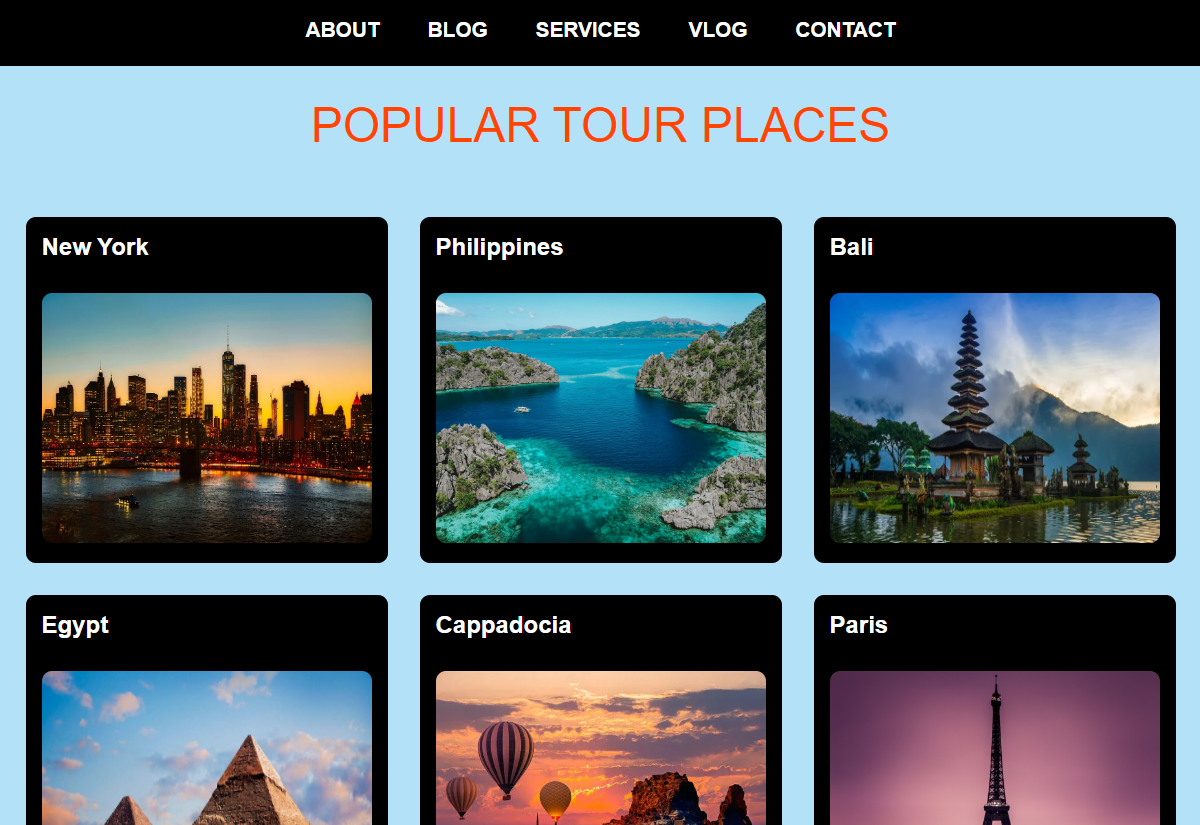 ABOUT BLOG SERVICES VLOG CONTACT
POPULAR TOUR PLACES
New York
Philippines
Bali
Egypt
Cappadocia
Paris